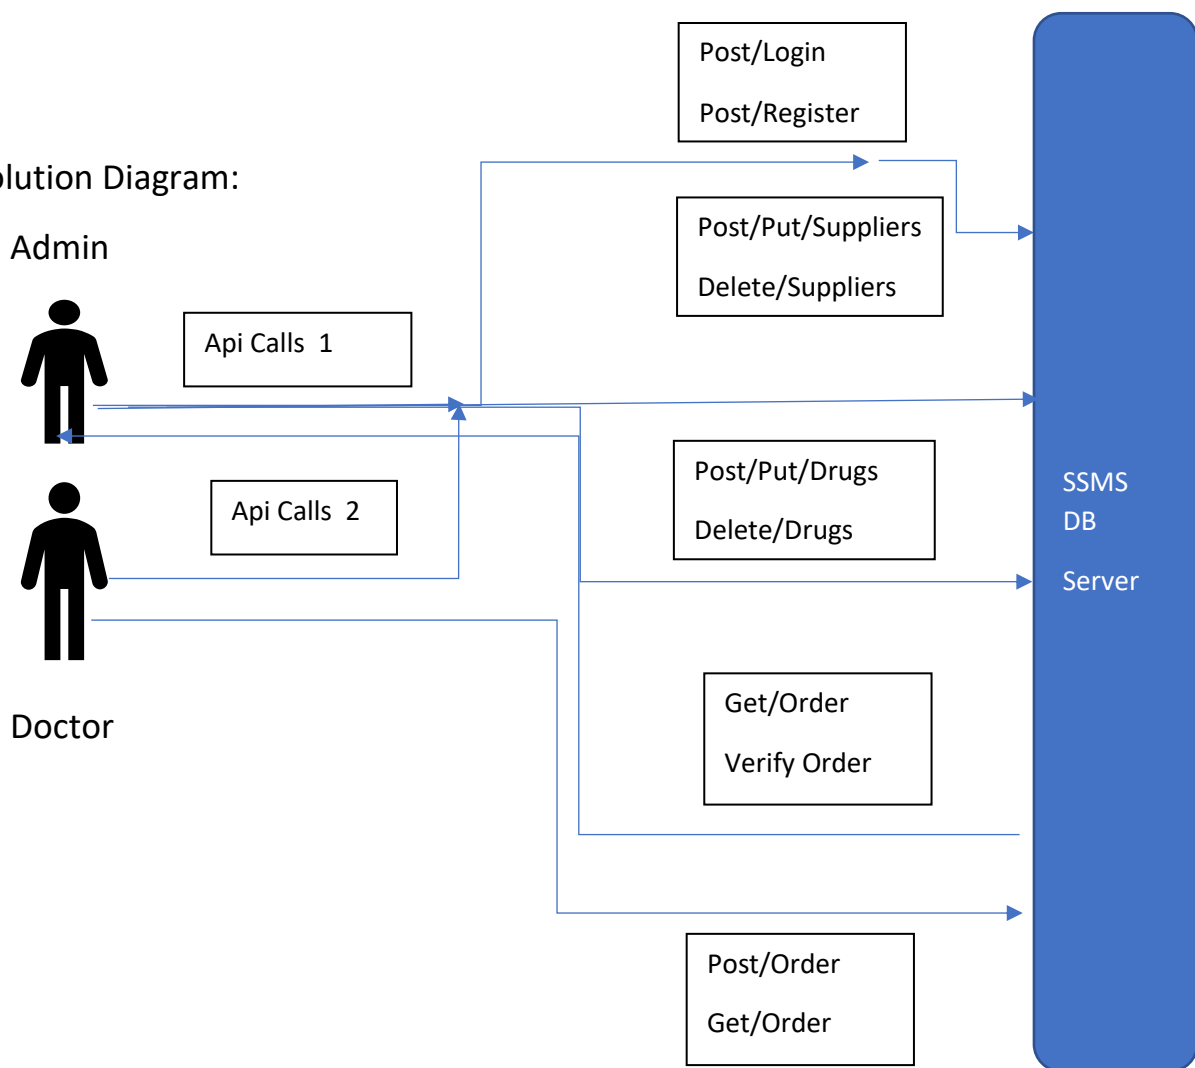 Post/Login
Post/Register
olution Diagram:
Admin
Post/Put/Suppliers
Delete/Suppliers
Api Calls 1
Post/Put/Drugs
Delete/Drugs
SSMS
DB
Server
Api Calls 2
Get/Order
Verify Order
Doctor
Post/Order
Get/Order